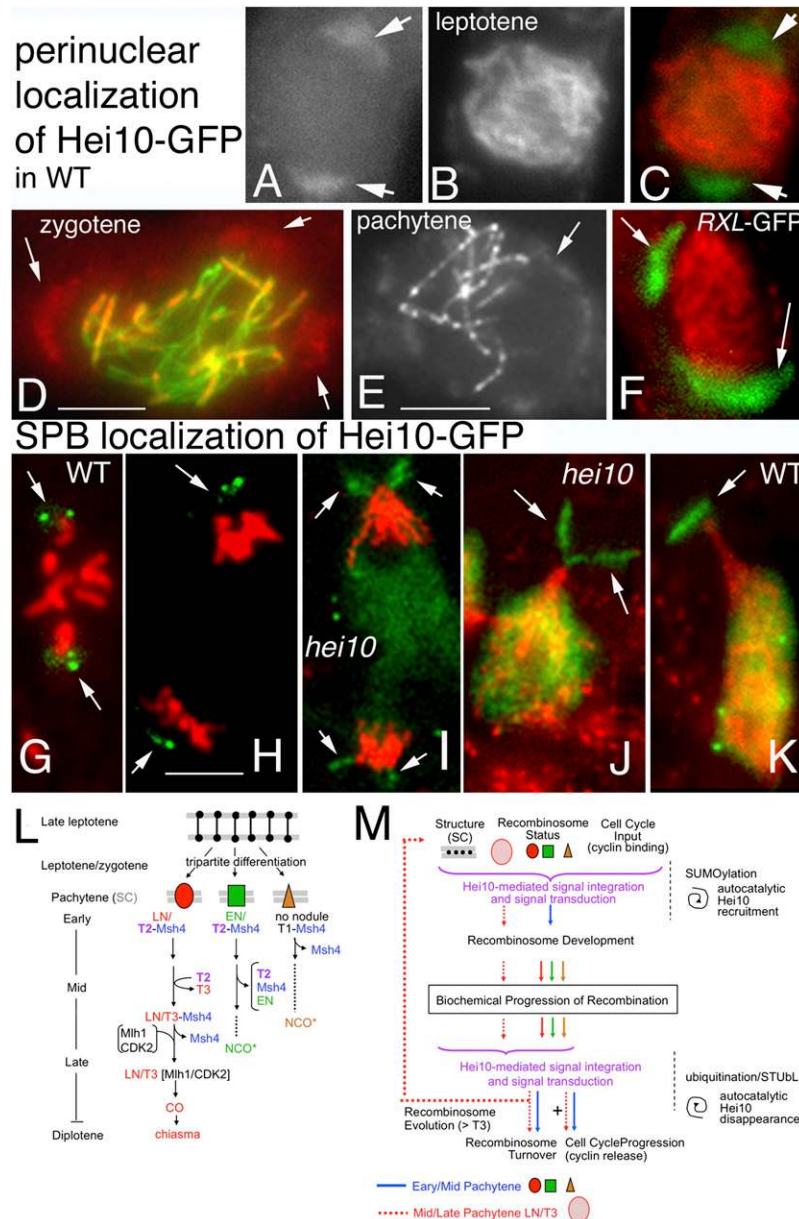 perinuclear
localization
of Hei10-GFP
in WT
A
leptotene
B
C
zygotene
D
pachytene
E
RXL-GFP
F
SPB localization of Hei10-GFP
WT
G
H
hei10
I
hei10
J
WT
K
L
Late leptotene
Leptotene/zygotene
tripartite differentiation
Pachytene (SC)
Early
LN/
T2-Msh4
EN/
T2-Msh4
no nodule
T1-Msh4
Msh4
Mid
T2
T3
T2
Msh4
EN
LN/T3-Msh4
NCO*
Mlh1
CDK2
Msh4
NCO*
Late
LN/T3 [Mlh1/CDK2]
CO
Diplotene
chiasma
M
Structure
(SC)
Recombinosome
Status
Cell Cycle
Input
(cyclin binding)
Hei10-mediated signal integration
and signal transduction
SUMOylation
autocatalytic
Hei10
recruitment
Recombinosome Development
Biochemical Progression of Recombination
Hei10-mediated signal integration
and signal transduction
ubiquitination/STUbL
autocatalytic
Hei10
disappearance
Recombinosome
Evolution (> T3)
+
Recombinosome
Turnover
Cell CycleProgression
(cyclin release)
Eary/Mid Pachytene
Mid/Late Pachytene LN/T3